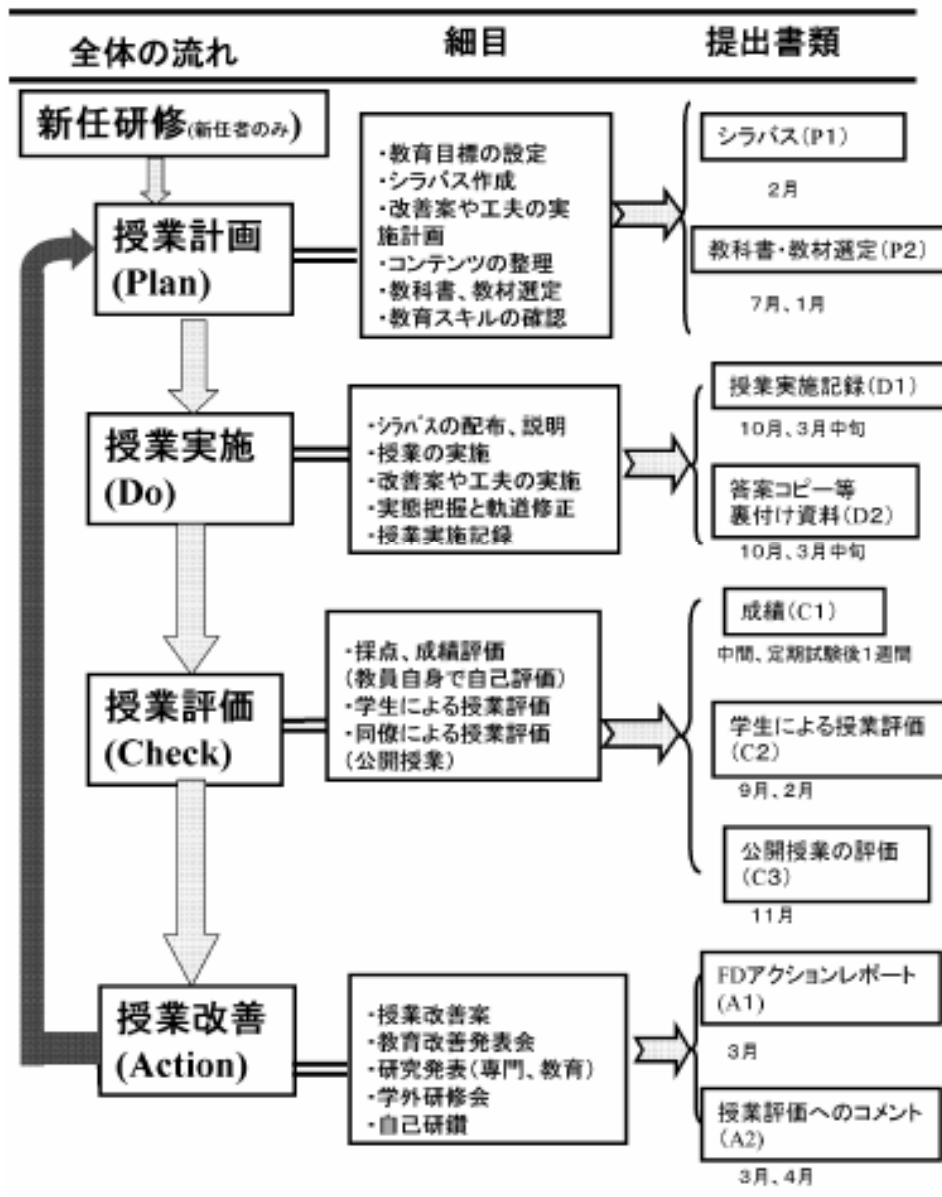 全体の流れ
細目
提出書類
新任研修(新任者のみ)
・教育目標の設定
・シラバス作成
・改善案や工夫の実
施計画
・コンテンツの整理
・教科書、教材選定
・教育スキルの確認
シラバス(P1)
2月
授業計画
(Plan)
教科書・教材選定(P2)
7月、1月
授業実施
(Do)
・シラバスの配布、説明
・授業の実施
・改善案や工夫の実施
・実態把握と軌道修正
・授業実施記録
授業実施記録(D1)
10月、3月中旬
答案コピー等
裏付け資料(D2)
10月、3月中旬
授業評価
(Check)
・採点、成績評価
(教員自身で自己評価)
・学生による授業評価
・同僚による授業評価
(公開授業)
成績(C1)
中間、定期試験後1週間
学生による授業評価
(C2)
9月、2月
公開授業の評価
(C3)
11月
授業改善
(Action)
・授業改善案
・教育改善発表会
・研究発表(専門、教育)
・学外研修会
・自己研鑽
FDアクションレポート
(A1)
3月
授業評価へのコメント
(A2)
3月、4月